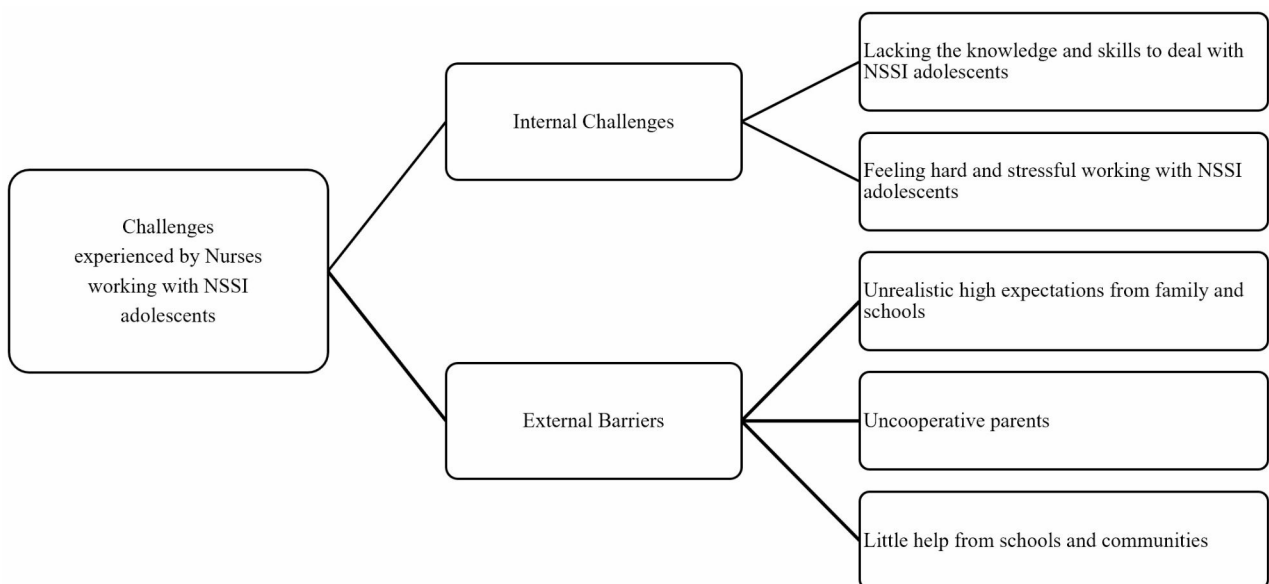 Challenges
experienced by Nurses
working with NSSI
adolescents
Internal Challenges
Lacking the knowledge and skills to deal with
NSSI adolescents
Feeling hard and stressful working with NSSI
adolescents
External Barriers
Unrealistic high expectations from family and
schools
Uncooperative parents
Little help from schools and communities